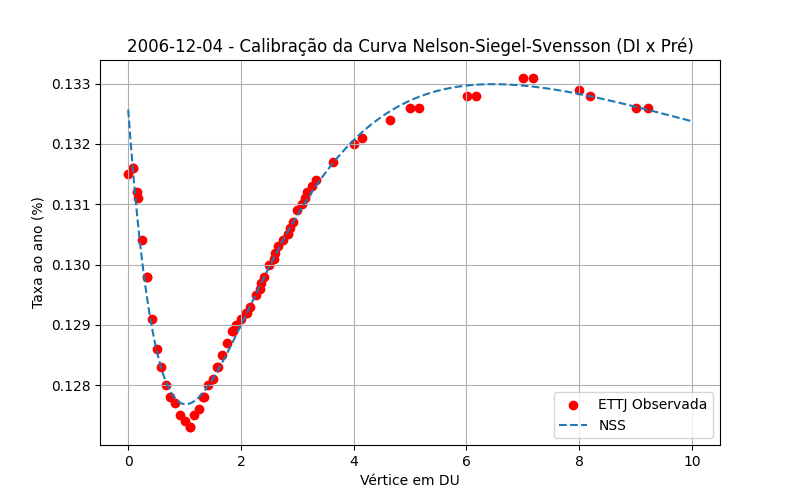 2006-12-04 - Calibração da Curva Nelson-Siegel-Svensson (DI x Pré)
Taxa ao ano (%)
0.133
0.132
0.131
0.130
0.129
0.128
ETTJ Observada
NSS
0 2 4 6 8 10
Vértice em DU